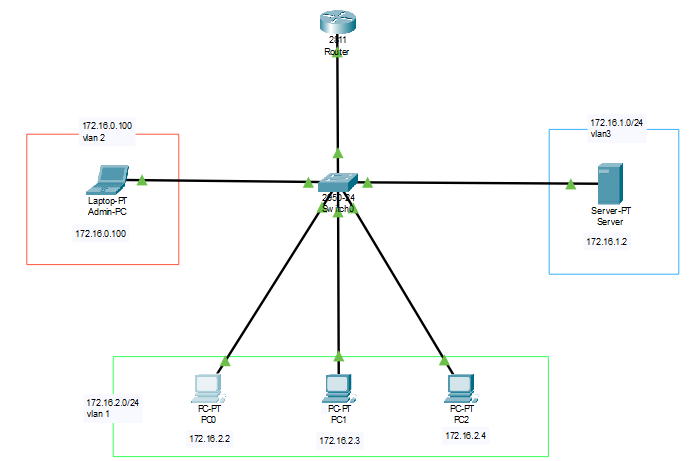 2811
Router
172.16.0.100
vlan 2
172.16.1.0/24
vlan3
Laptop-PT
Admin-PC
172.16.0.100
2950-24
Switch0
Server-PT
Server
172.16.1.2
172.16.2.0/24
vlan 1
PC-PT
PC0
172.16.2.2
PC-PT
PC1
172.16.2.3
PC-PT
PC2
172.16.2.4